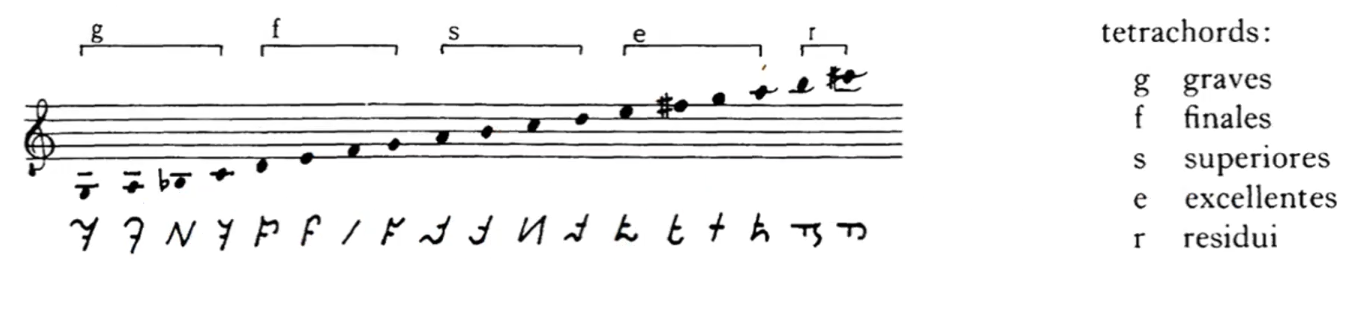 g f s e r
tetrachords:
g graves
f finales
s superiores
e excellentes
r residui